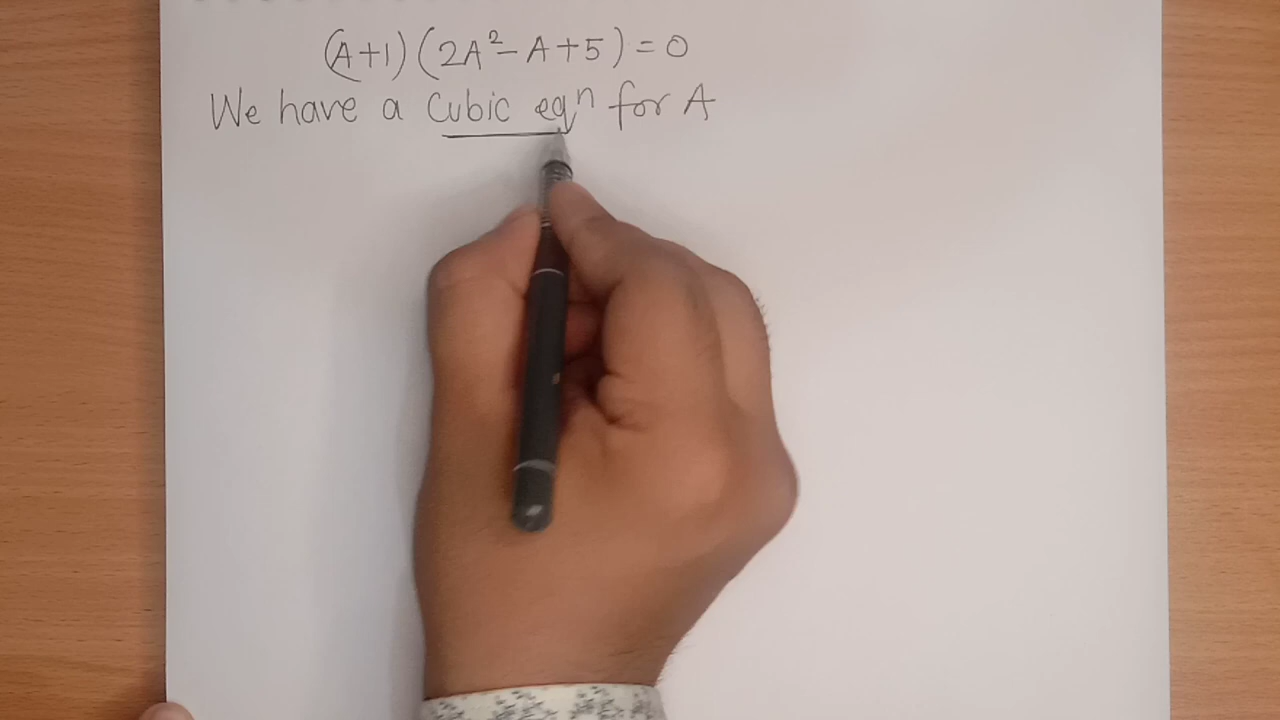 (A+1)(2A²-A+5)=0
We have a Cubic eqⁿ for A